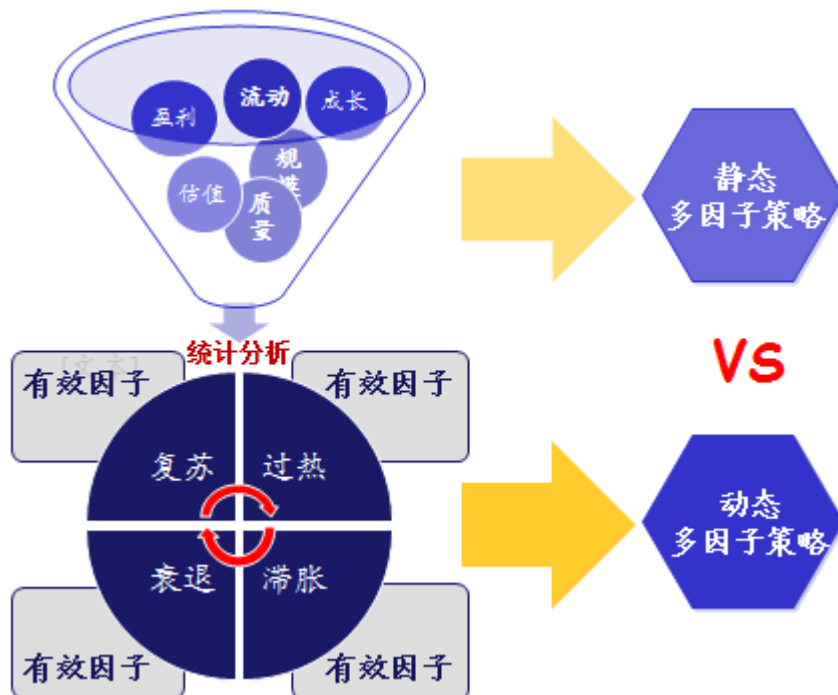 盈利
流动
成长
估值
规模
质量
静态
多因子策略
统计分析
VS
[文本]
有效因子
有效因子
复苏
过热
衰退
滞胀
有效因子
有效因子
动态
多因子策略